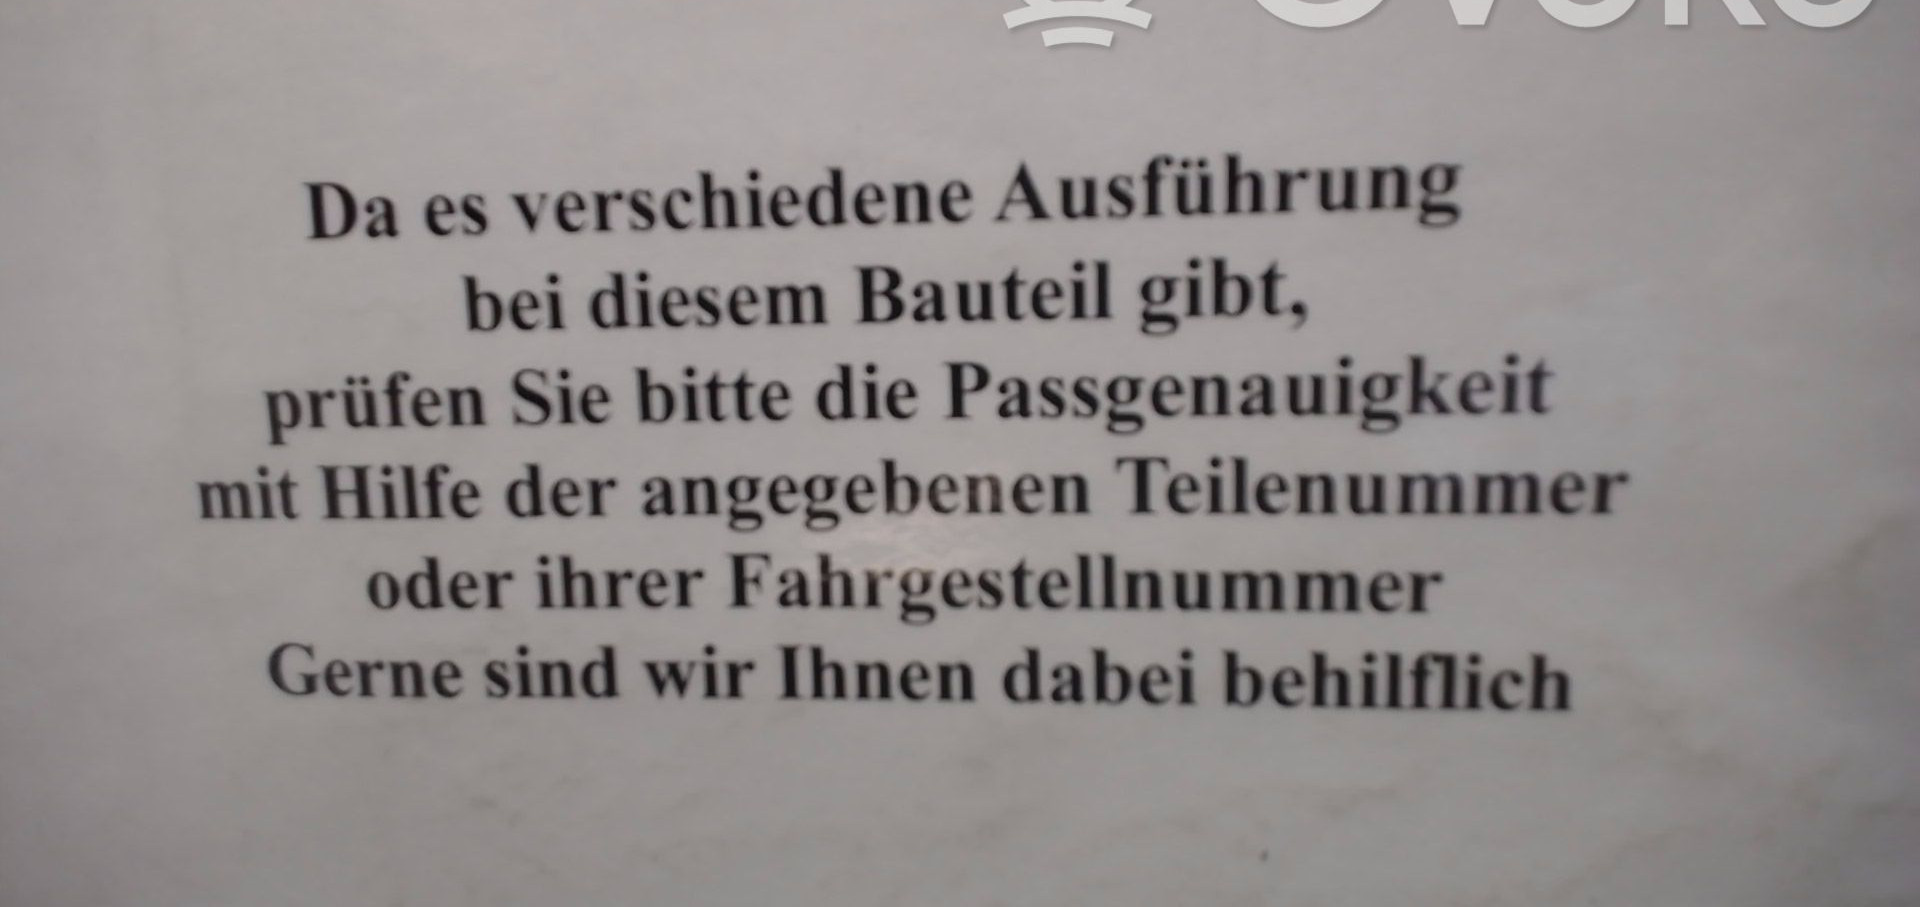 Da es verschiedene Ausführung
bei diesem Bauteil gibt,
prüfen Sie bitte die Passgenauigkeit
mit Hilfe der angegebenen Teilenummer
oder ihrer Fahrgestellnummer
Gerne sind wir Ihnen dabei behilflich